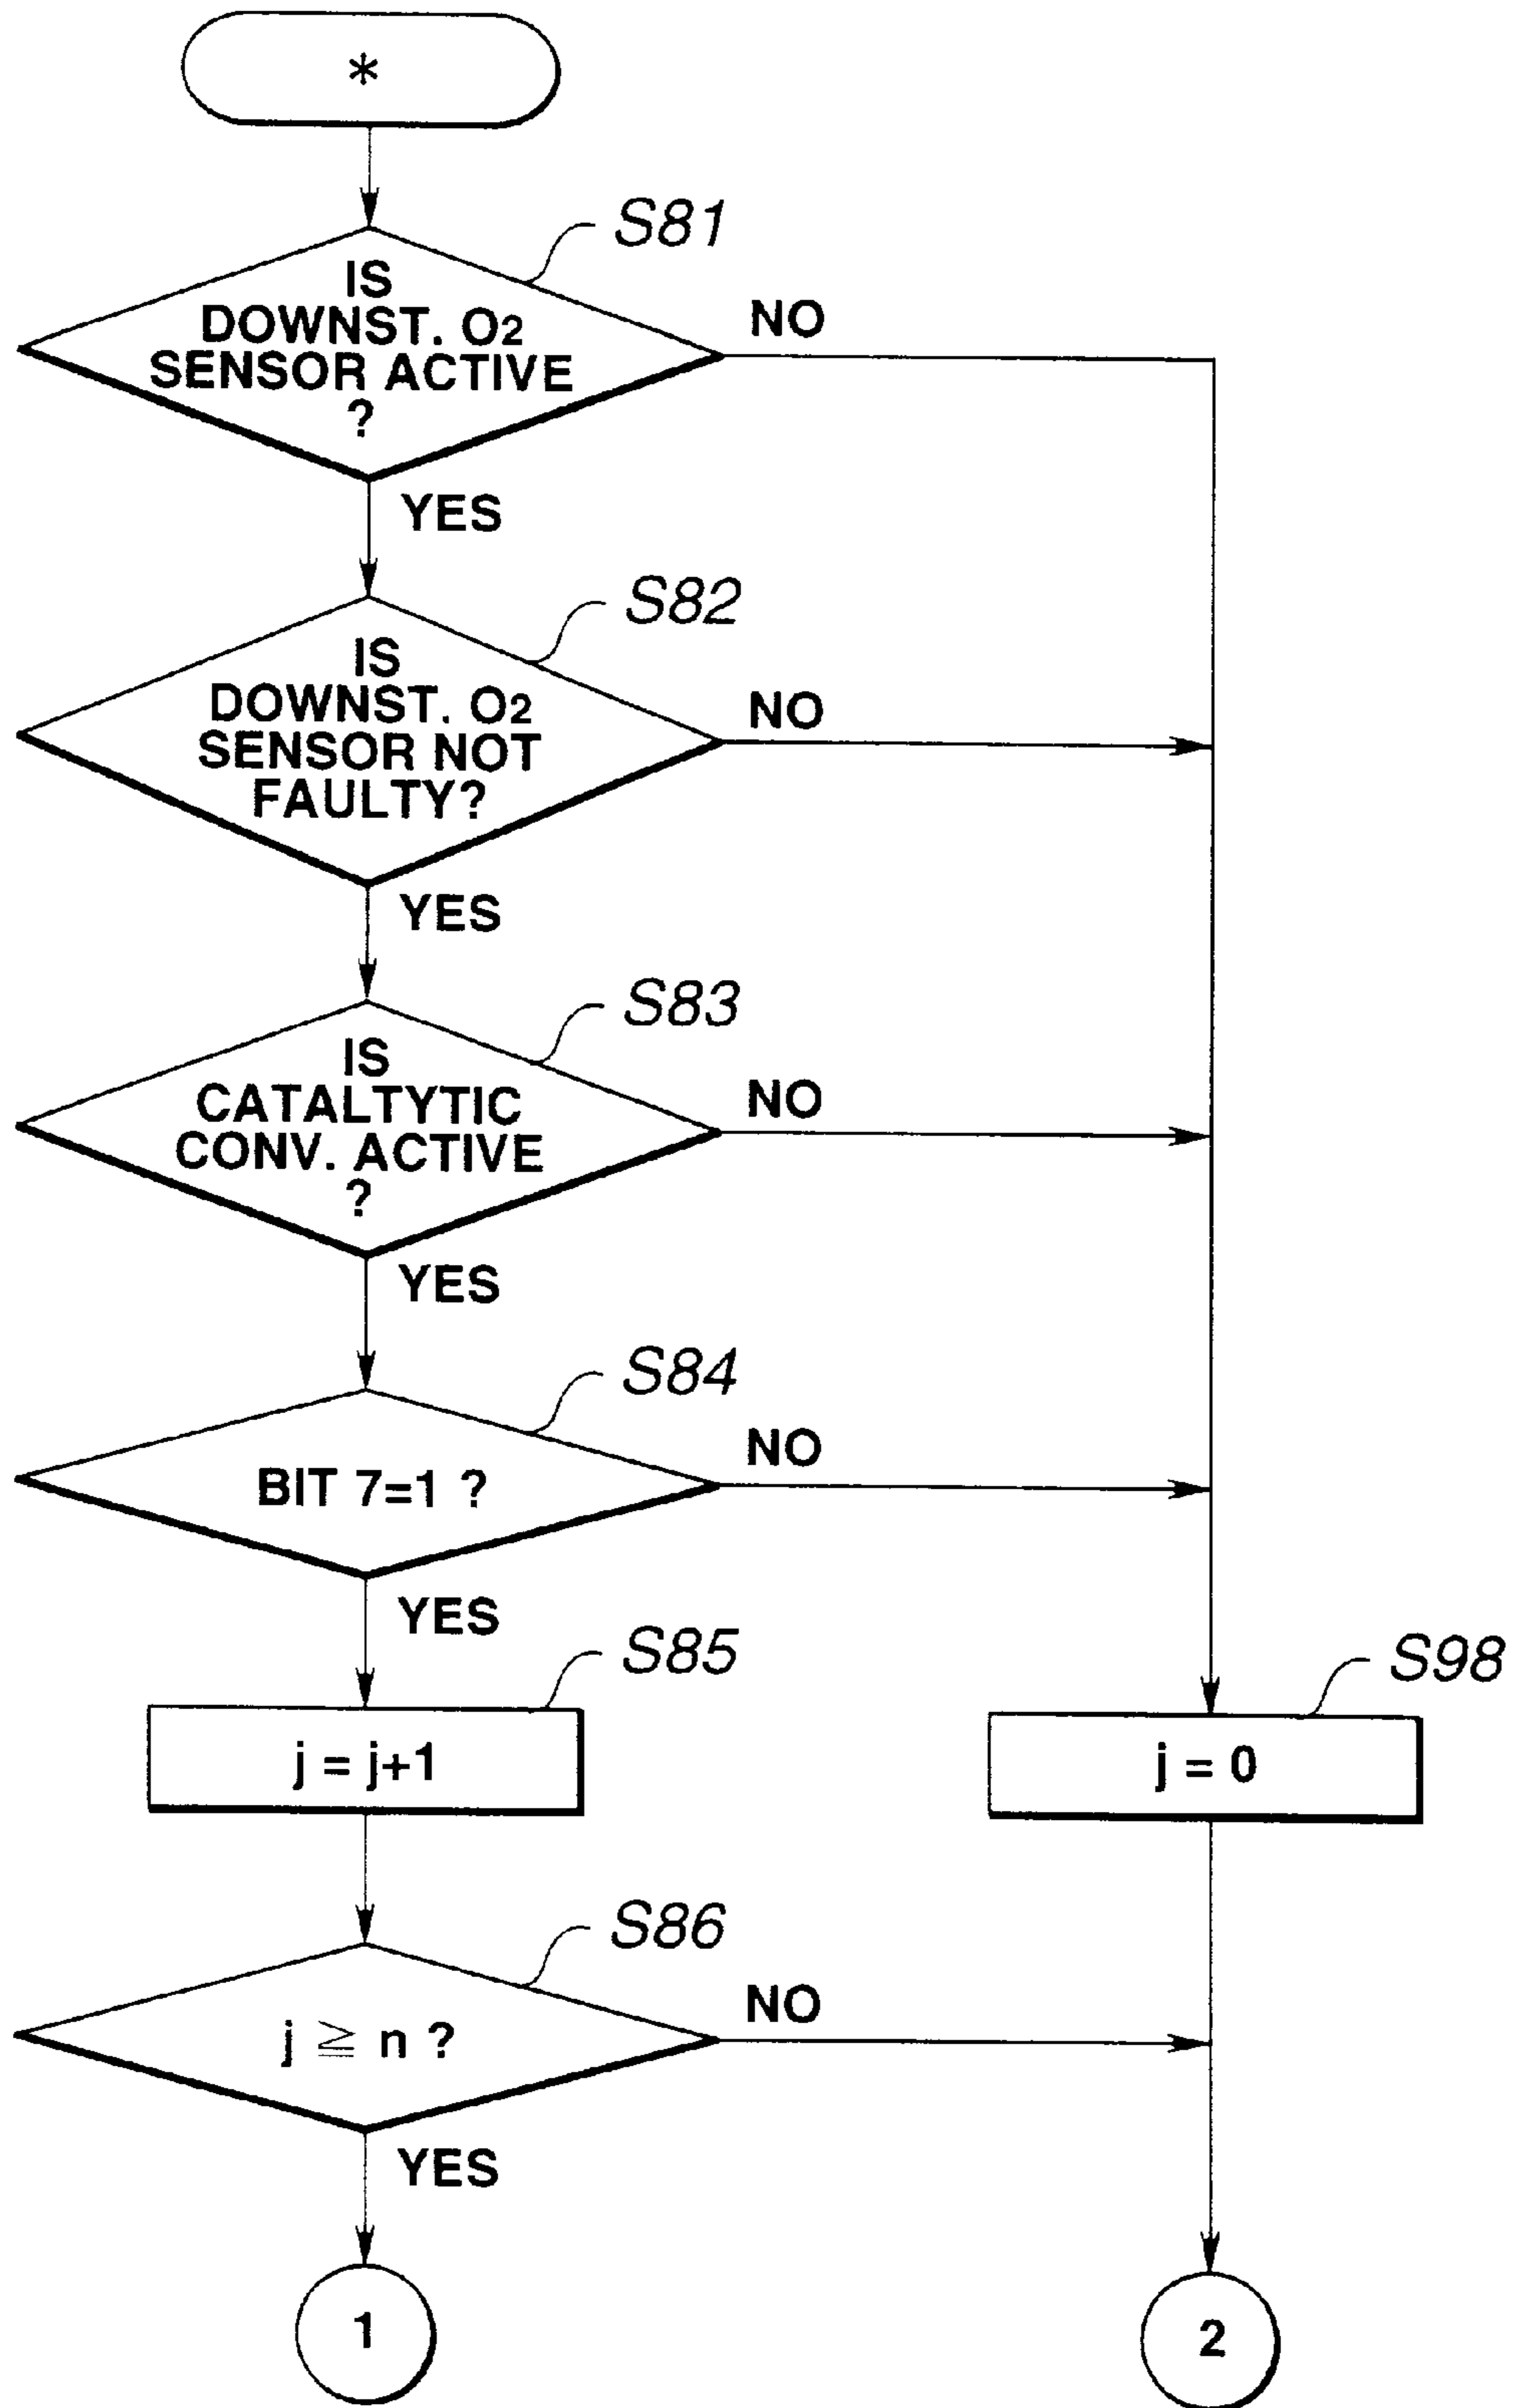 *
S81
IS
DOWNST. O2
SENSOR ACTIVE
?
NO
YES
S82
IS
DOWNST. O2
SENSOR NOT
FAULTY?
NO
YES
S83
IS
CATALTYTIC
CONV. ACTIVE
?
NO
YES
S84
BIT 7=1 ?
NO
YES
S85
j = j+1
S98
j = 0
S86
j ≧ n ?
NO
YES
1
2